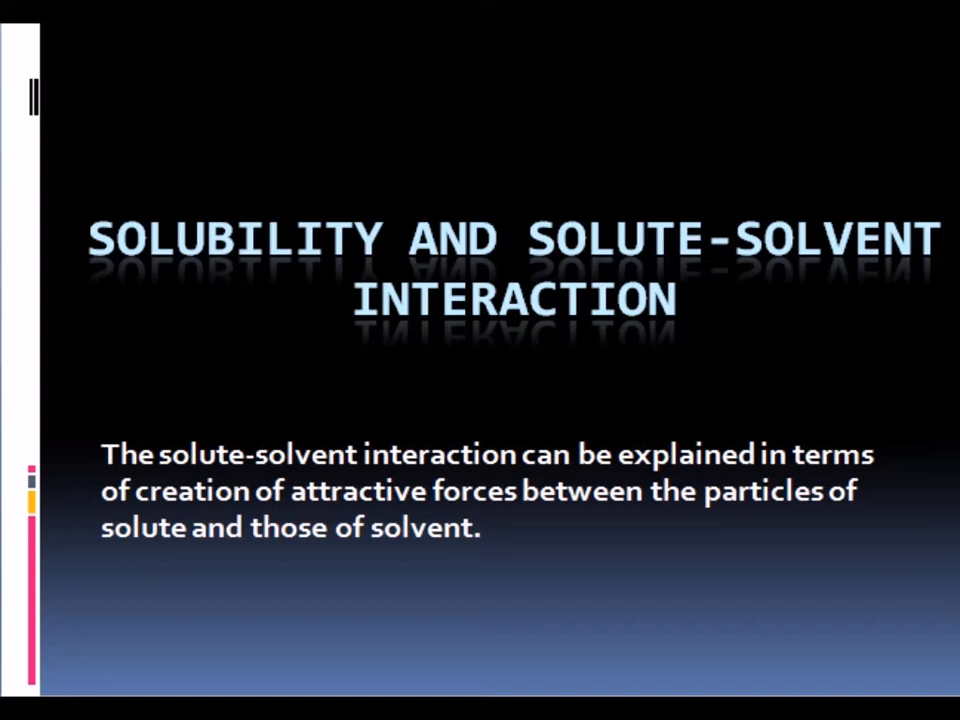 SOLUBILITY AND SOLUTE-SOLVENT
INTERACTION
The solute-solvent interaction can be explained in terms
of creation of attractive forces between the particles of
solute and those of solvent.